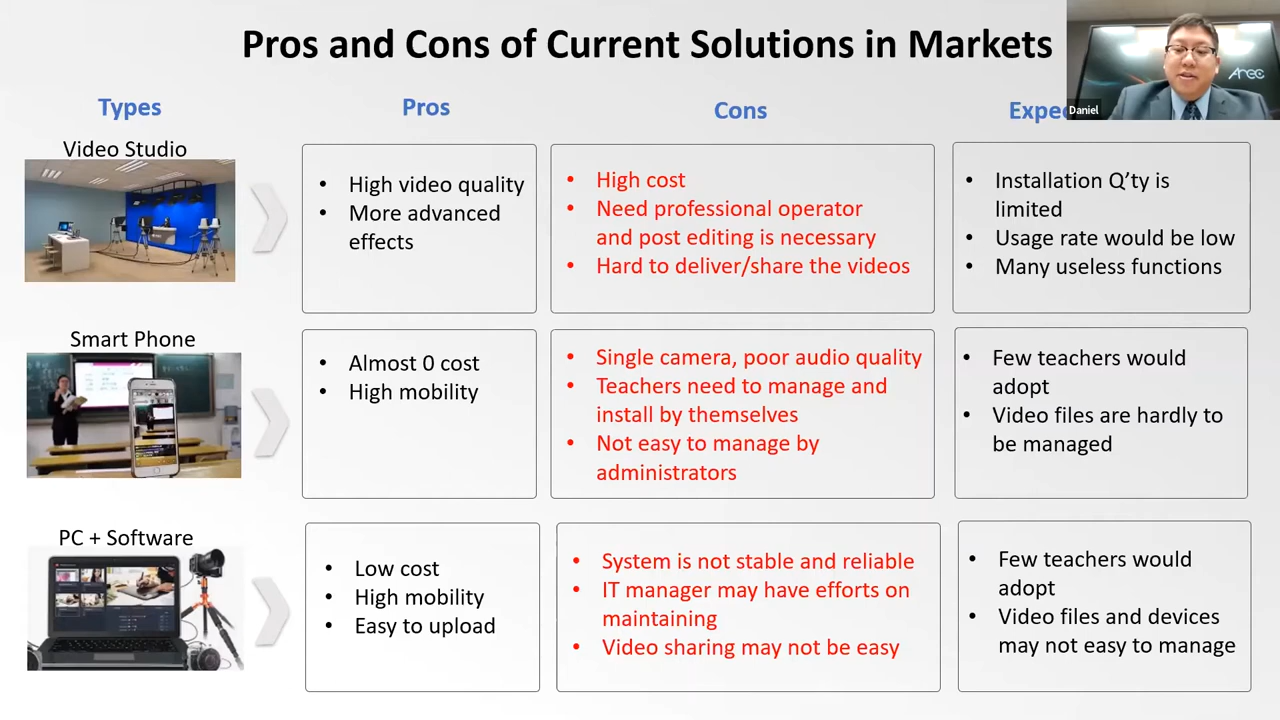 Pros and Cons of Current Solutions in Markets
Arec
Daniel
Types
Pros
Cons
Video Studio
• High video quality
• More advanced
effects
• High cost
• Need professional operator
and post editing is necessary
• Hard to deliver/share the videos
• Installation Q'ty is
limited
• Usage rate would be low
• Many useless functions
Smart Phone
• Almost 0 cost
• High mobility
• Single camera, poor audio quality
• Teachers need to manage and
install by themselves
• Not easy to manage by
administrators
• Few teachers would
adopt
• Video files are hardly to
be managed
PC + Software
• Low cost
• High mobility
• Easy to upload
• System is not stable and reliable
• IT manager may have efforts on
maintaining
• Video sharing may not be easy
• Few teachers would
adopt
• Video files and devices
may not easy to manage